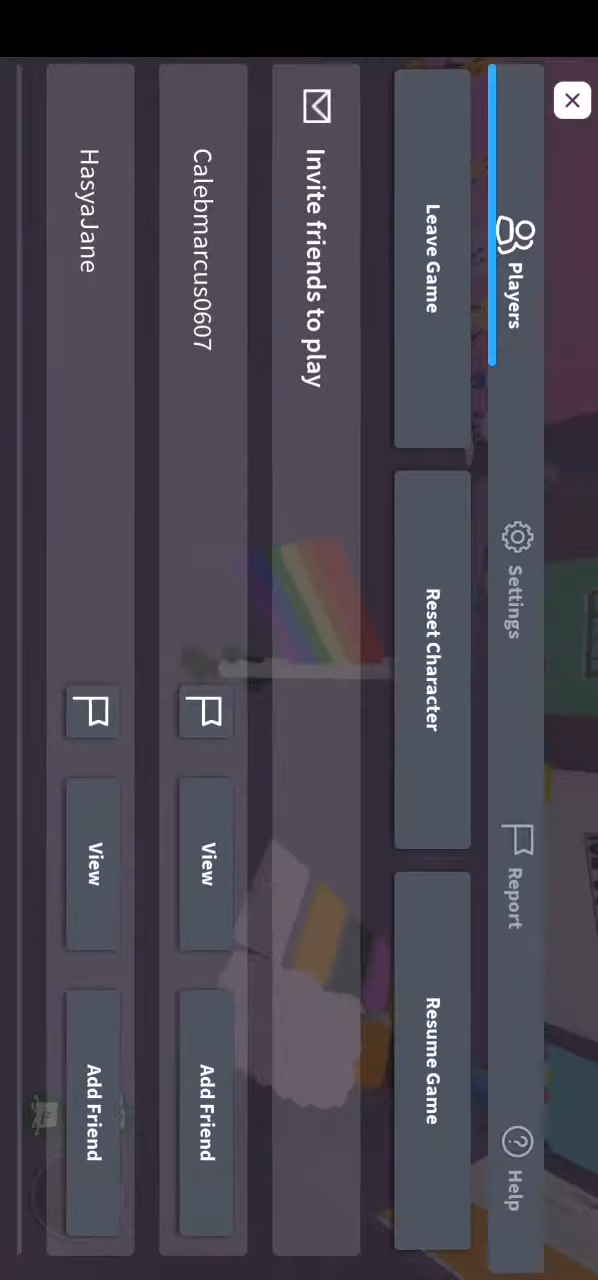 Players
Settings
Report
Help
Leave Game
Reset Character
Resume Game
Invite friends to play
Calebmarcus0607
View
Add Friend
HasyaJane
View
Add Friend